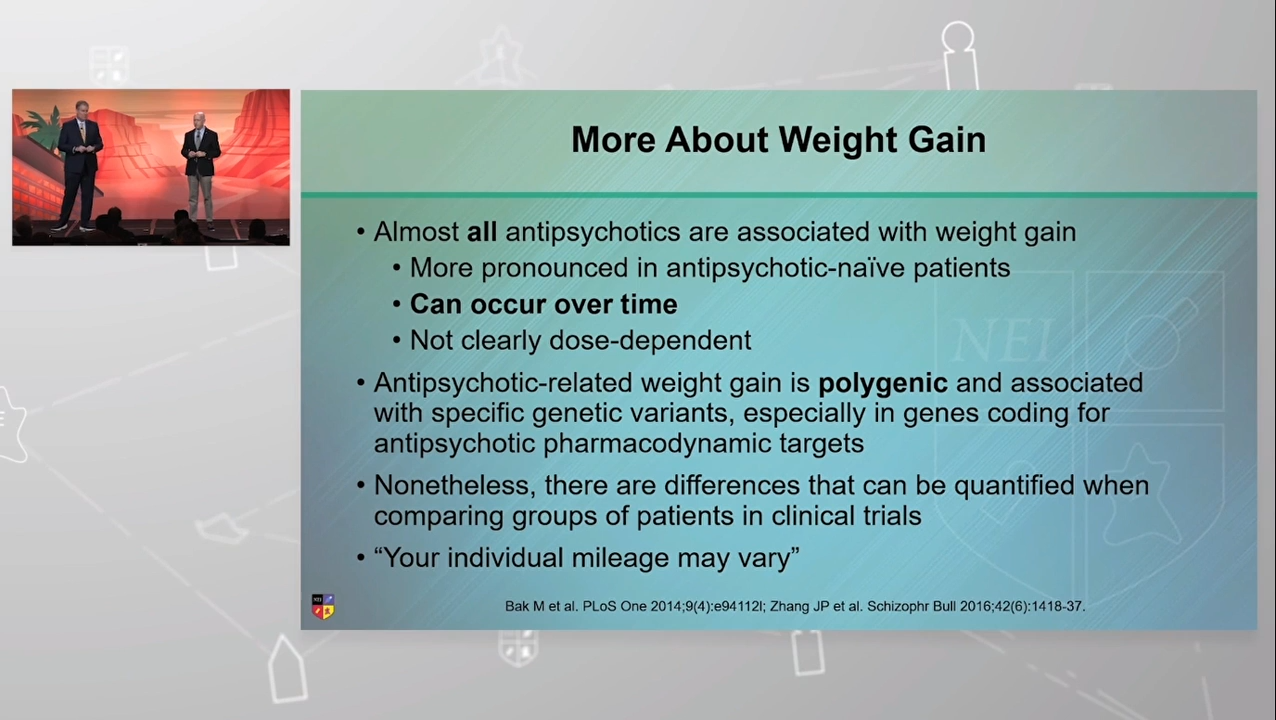 More About Weight Gain
• Almost all antipsychotics are associated with weight gain
• More pronounced in antipsychotic-naïve patients
• Can occur over time
• Not clearly dose-dependent
• Antipsychotic-related weight gain is polygenic and associated
with specific genetic variants, especially in genes coding for
antipsychotic pharmacodynamic targets
• Nonetheless, there are differences that can be quantified when
comparing groups of patients in clinical trials
• “Your individual mileage may vary”
NEI
NEI
Bak M et al. PLoS One 2014;9(4):e94112l; Zhang JP et al. Schizophr Bull 2016;42(6):1418-37.